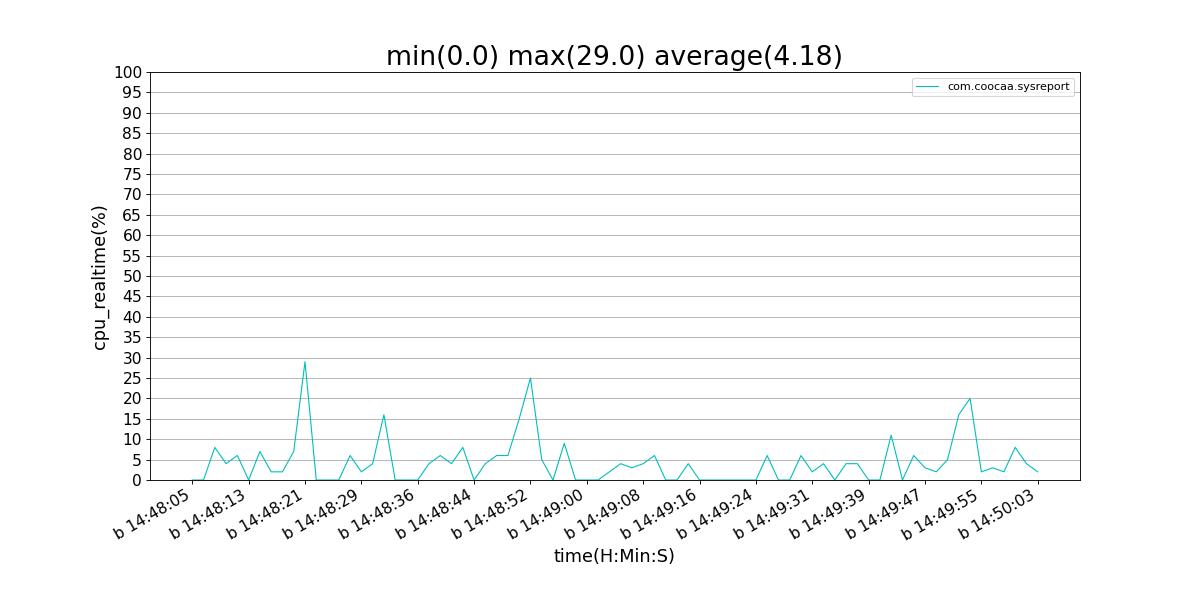 min(0.0) max(29.0) average(4.18)
com.coocaa.sysreport
100
95
90
85
80
75
70
65
60
55
50
45
40
35
30
25
20
15
10
5
0
cpu_realtime(%)
b 14:48:05
b 14:48:13
b 14:48:21
b 14:48:29
b 14:48:36
b 14:48:44
b 14:48:52
b 14:49:00
b 14:49:08
b 14:49:16
b 14:49:24
b 14:49:31
b 14:49:39
b 14:49:47
b 14:49:55
b 14:50:03
time(H:Min:S)